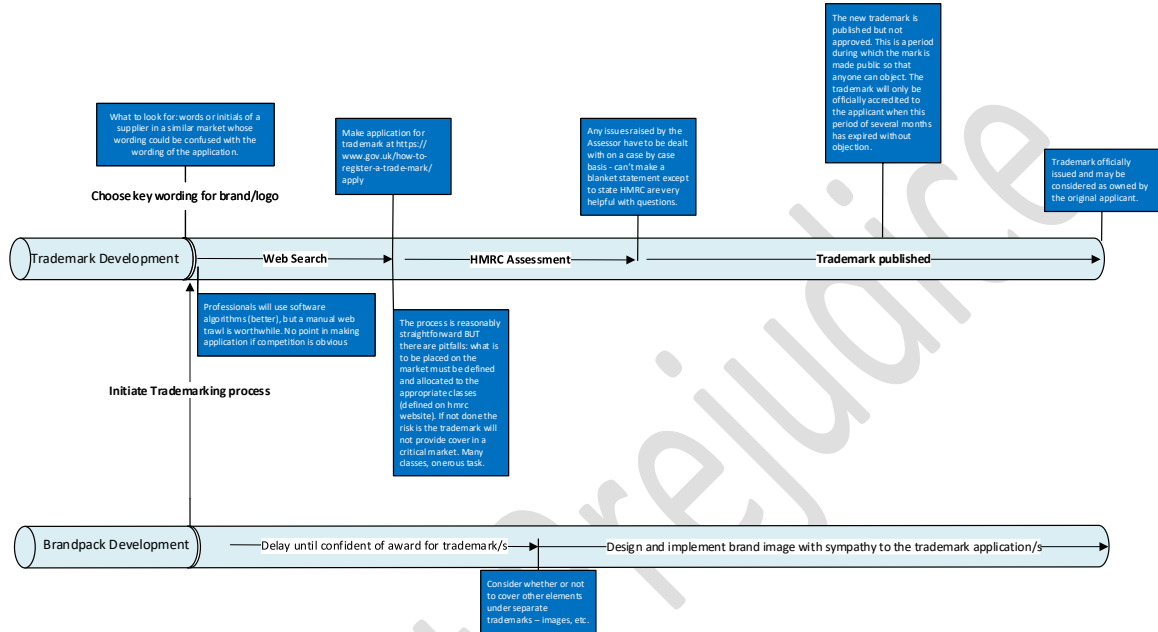 The new trademark is
published but not
approved. This is a period
during which the mark is
made public so that
anyone can object. The
trademark will only be
officially accredited to
the applicant when this
period of several months
has expired without
objection.
What to look for: words or initials of a
supplier in a similar market whose
wording could be confused with the
wording of the application.
Make application for
trademark at https://
www.gov.uk/how-to-
register-a-trade-mark/
apply
Any issues raised by the
Assessor have to be dealt
with on a case by case
basis - can't make a
blanket statement except
to state HMRC are very
helpful with questions.
Trademark officially
issued and may be
considered as owned by
the original applicant.
Choose key wording for brand/logo
Trademark Development
Web Search
HMRC Assessment
Trademark published
Professionals will use software
algorithms (better), but a manual web
trawl is worthwhile. No point in making
application if competition is obvious
The process is reasonably
straightforward BUT
there are pitfalls: what is
to be placed on the
market must be defined
and allocated to the
appropriate classes
(defined on hmrc
website). If not done the
risk is the trademark will
not provide cover in a
critical market. Many
classes, onerous task.
Initiate Trademarking process
Brandpack Development
Delay until confident of award for trademark/s
Design and implement brand image with sympathy to the trademark application/s
Consider whether or not
to cover other elements
under separate
trademarks – images, etc.
Prejudice